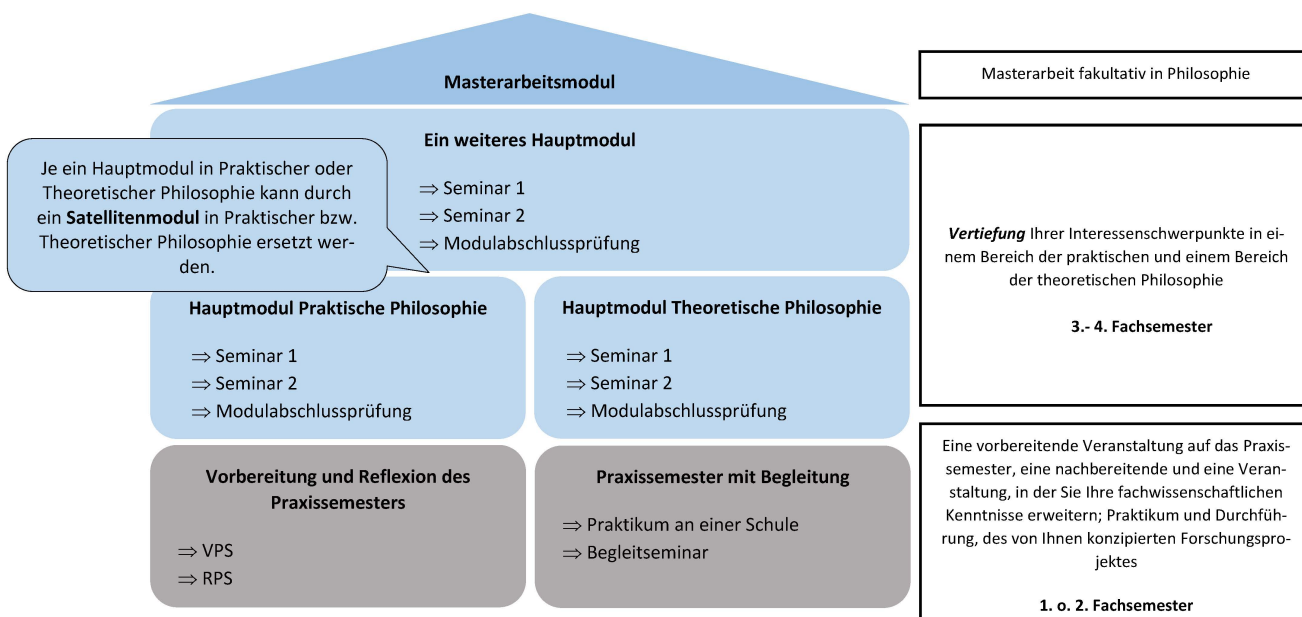 Masterarbeitsmodul
Masterarbeit fakultativ in Philosophie
Ein weiteres Hauptmodul
⇒ Seminar 1
⇒ Seminar 2
⇒ Modulabschlussprüfung
Je ein Hauptmodul in Praktischer oder
Theoretischer Philosophie kann durch
ein Satellitenmodul in Praktischer bzw.
Theoretischer Philosophie ersetzt wer-
den.
Hauptmodul Praktische Philosophie
⇒ Seminar 1
⇒ Seminar 2
⇒ Modulabschlussprüfung
Hauptmodul Theoretische Philosophie
⇒ Seminar 1
⇒ Seminar 2
⇒ Modulabschlussprüfung
Vertiefung Ihrer Interessenschwerpunkte in ei-
nem Bereich der praktischen und einem Bereich
der theoretischen Philosophie
3.- 4. Fachsemester
Vorbereitung und Reflexion des
Praxissemesters
⇒ VPS
⇒ RPS
Praxissemester mit Begleitung
⇒ Praktikum an einer Schule
⇒ Begleitseminar
Eine vorbereitende Veranstaltung auf das Praxis-
semester, eine nachbereitende und eine Veran-
staltung, in der Sie Ihre fachwissenschaftlichen
Kenntnisse erweitern; Praktikum und Durchfüh-
rung, des von Ihnen konzipierten Forschungspro-
jektes
1. o. 2. Fachsemester